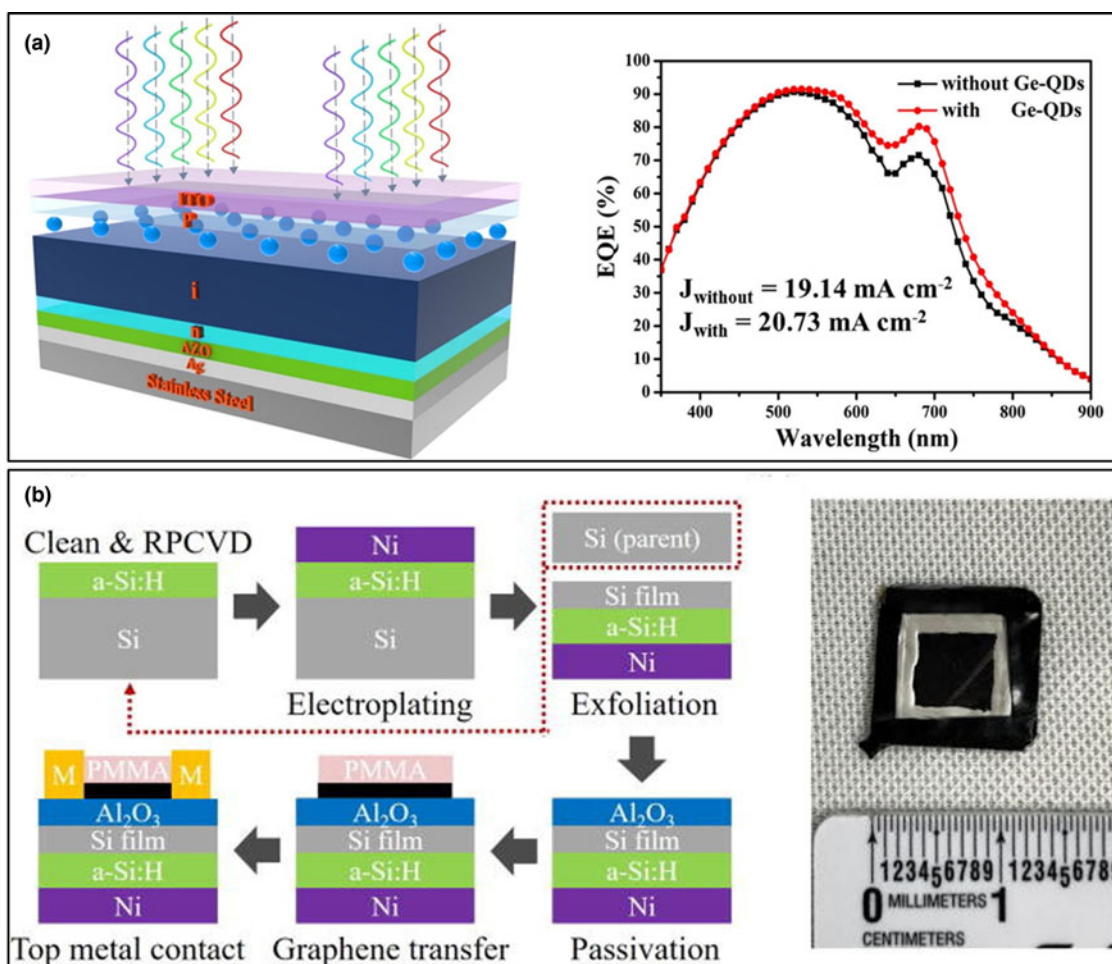 (a)
ITO
P
i
n
AZO
Ag
Stainless Steel
100
90
80
70
60
50
40
30
20
10
0
EQE (%)
without Ge-QDs
with Ge-QDs
J without = 19.14 mA cm-2
J with = 20.73 mA cm-2
400 500 600 700 800 900
Wavelength (nm)
(b)
Clean & RPCVD
a-Si:H
Si
Ni
a-Si:H
Si
Electroplating
Si (parent)
Si film
a-Si:H
Ni
Exfoliation
M PMMA M
Al2O3
Si film
a-Si:H
Ni
Top metal contact
PMMA
Al2O3
Si film
a-Si:H
Ni
Graphene transfer
Al2O3
Si film
a-Si:H
Ni
Passivation
123456789 123456789
0 MILLIMETERS 1
CENTIMETERS